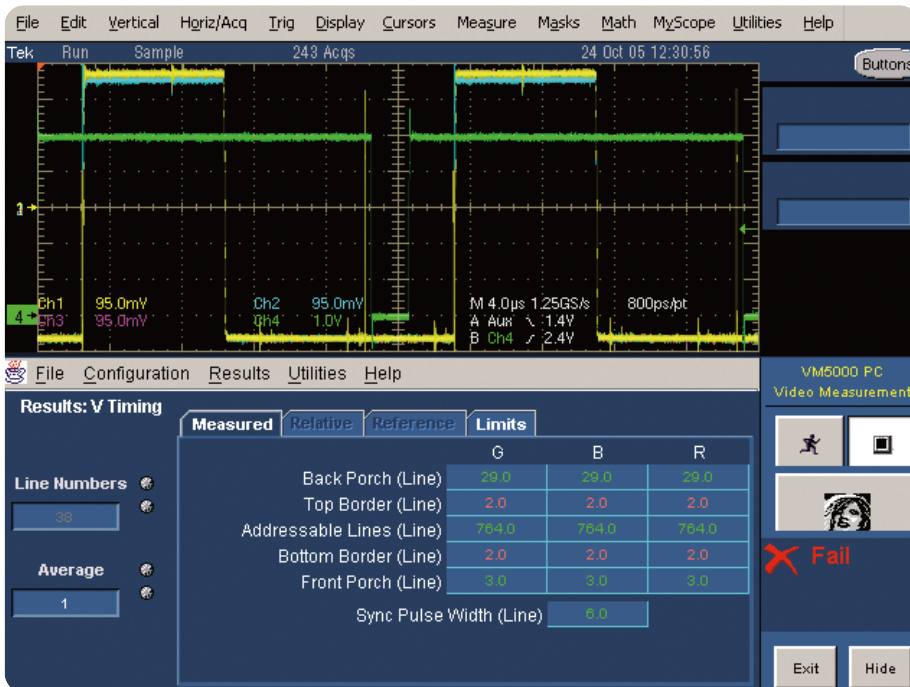 File Edit Vertical Horiz/Acq Trig Display Cursors Measure Masks Math MyScope Utilities Help
Tek Run Sample 243 Acqs 24 Oct 05 12:30:56
Buttons
1
4
Ch1 95.0mV Ch2 95.0mV M 4.0µs 1.25GS/s 800ps/pt
Ch3 95.0mV Ch4 1.0V A Aux 1.4V
B Ch4 2.4V
File Configuration Results Utilities Help
VM5000 PC
Video Measurement
Results: V Timing
Measured Relative Reference Limits
G B R
Line Numbers
38
Average
1
Back Porch (Line) 29.0 29.0 29.0
Top Border (Line) 2.0 2.0 2.0
Addressable Lines (Line) 764.0 764.0 764.0
Bottom Border (Line) 2.0 2.0 2.0
Front Porch (Line) 3.0 3.0 3.0
Sync Pulse Width (Line) 6.0
Fail
Exit Hide